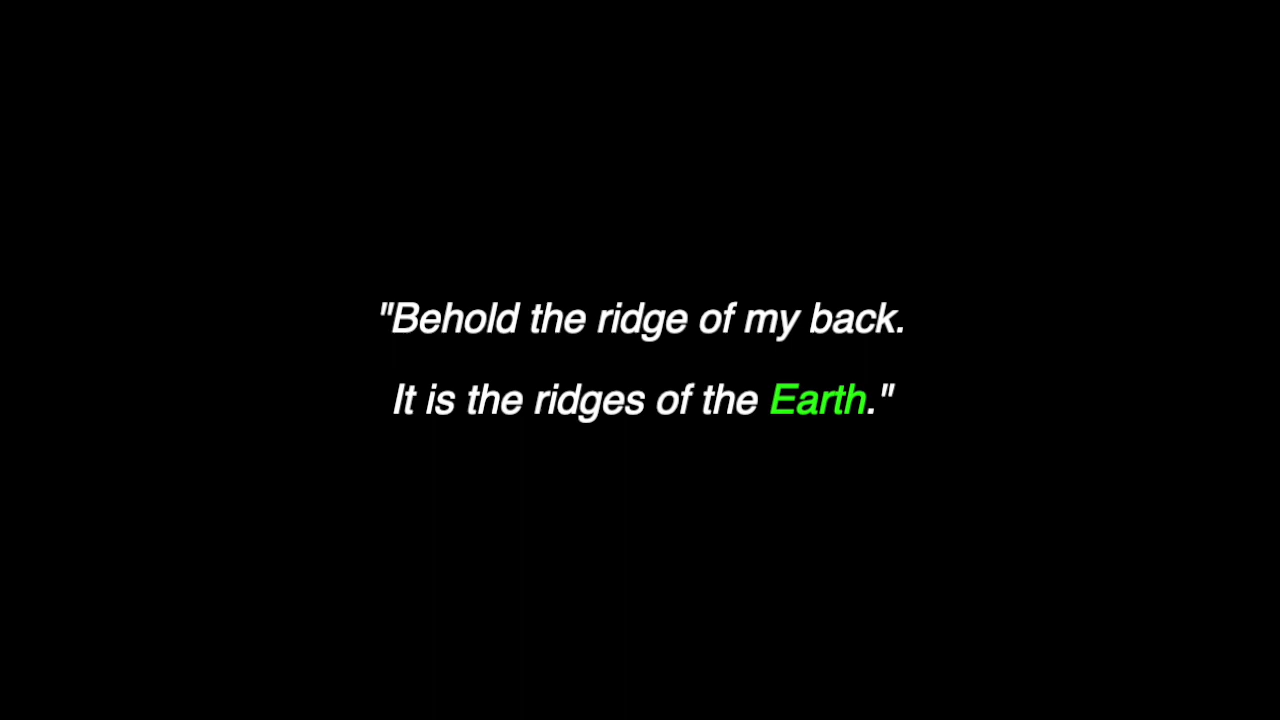 "Behold the ridge of my back.
It is the ridges of the Earth."